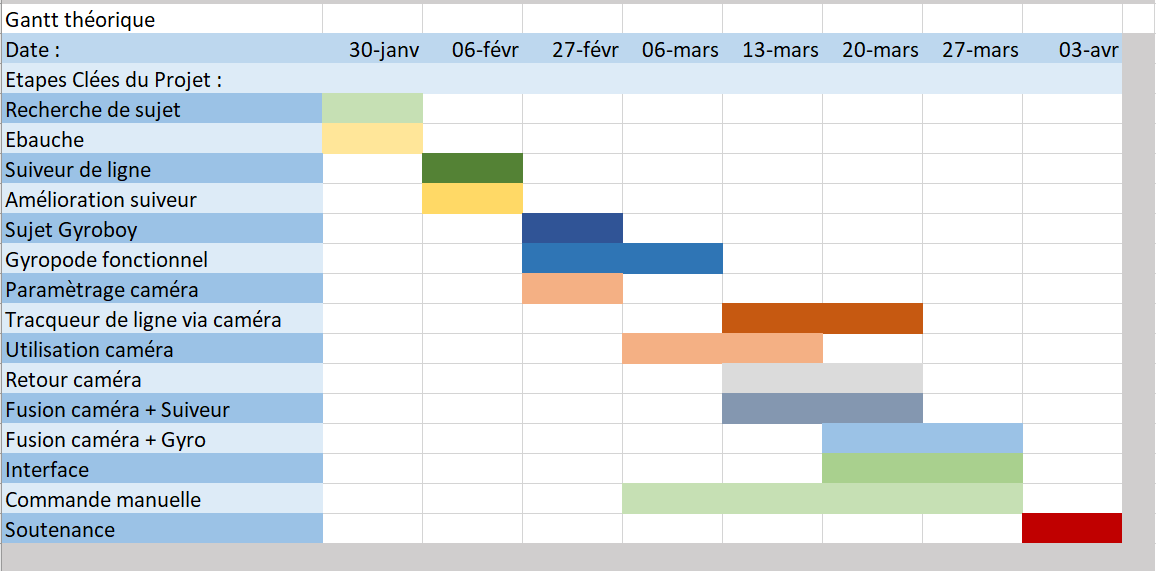 Gantt théorique
Date : 30-janv 06-févr 27-févr 06-mars 13-mars 20-mars 27-mars 03-avr
Etapes Clées du Projet :
Recherche de sujet
Ebauche
Suiveur de ligne
Amélioration suiveur
Sujet Gyroboy
Gyropode fonctionnel
Paramètrage caméra
Tracqueur de ligne via caméra
Utilisation caméra
Retour caméra
Fusion caméra + Suiveur
Fusion caméra + Gyro
Interface
Commande manuelle
Soutenance